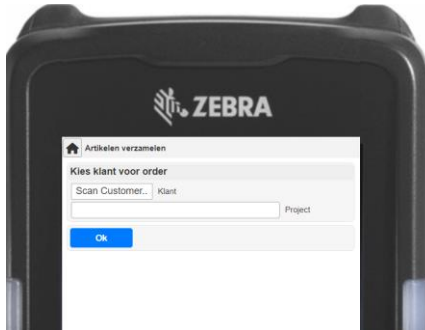 ZEBRA
Artikelen verzamelen
Kies klant voor order
Scan Customer.. Klant
Project
Ok